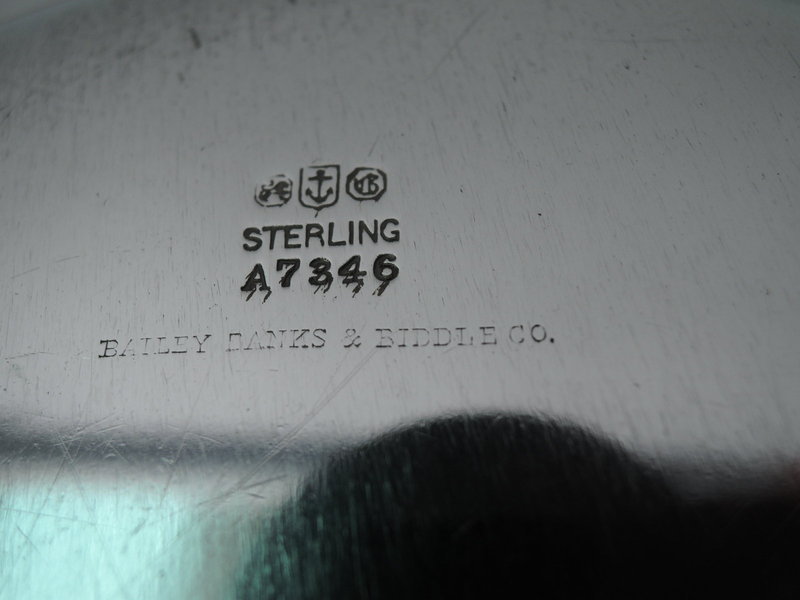 STERLING
A7346
BAILEY BANKS & BIDDLE CO.